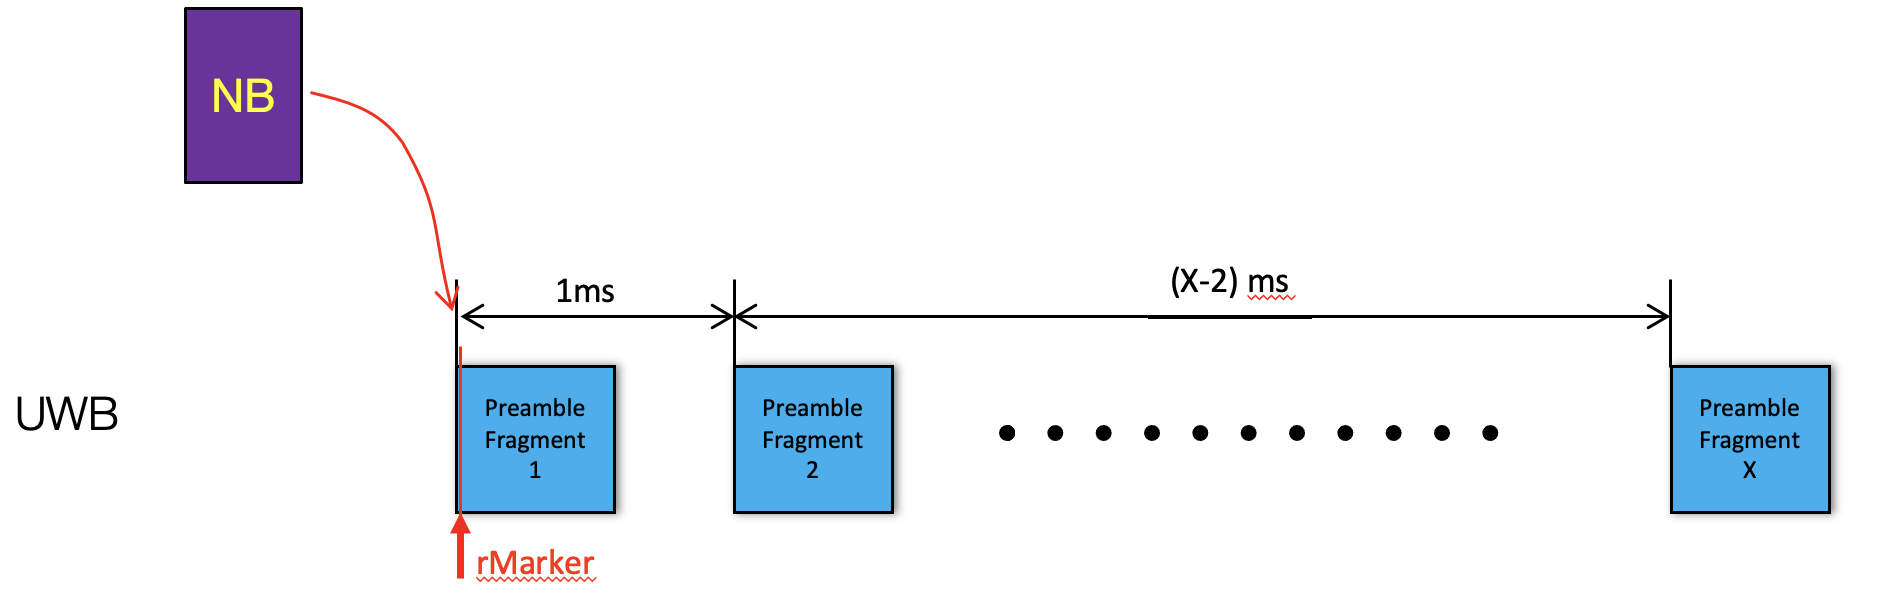 NB
1ms
(X-2) ms
UWB
Preamble
Fragment
1
Preamble
Fragment
2
Preamble
Fragment
X
rMarker